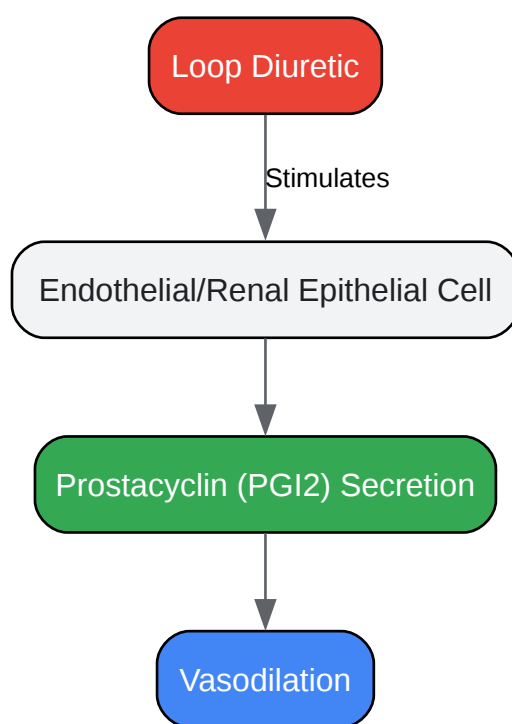 Loop Diuretic
Stimulates
Endothelial/Renal Epithelial Cell
Prostacyclin (PGI2) Secretion
Vasodilation